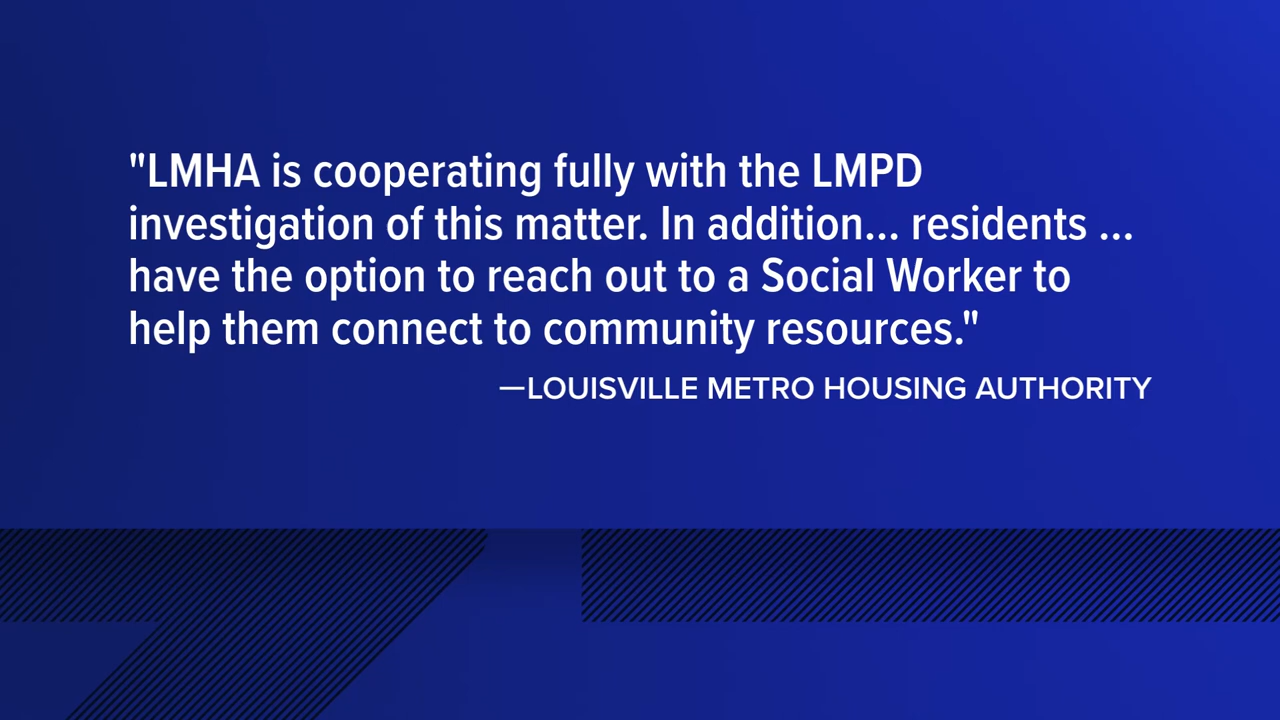 "LMHA is cooperating fully with the LMPD
investigation of this matter. In addition... residents ...
have the option to reach out to a Social Worker to
help them connect to community resources."
—LOUISVILLE METRO HOUSING AUTHORITY